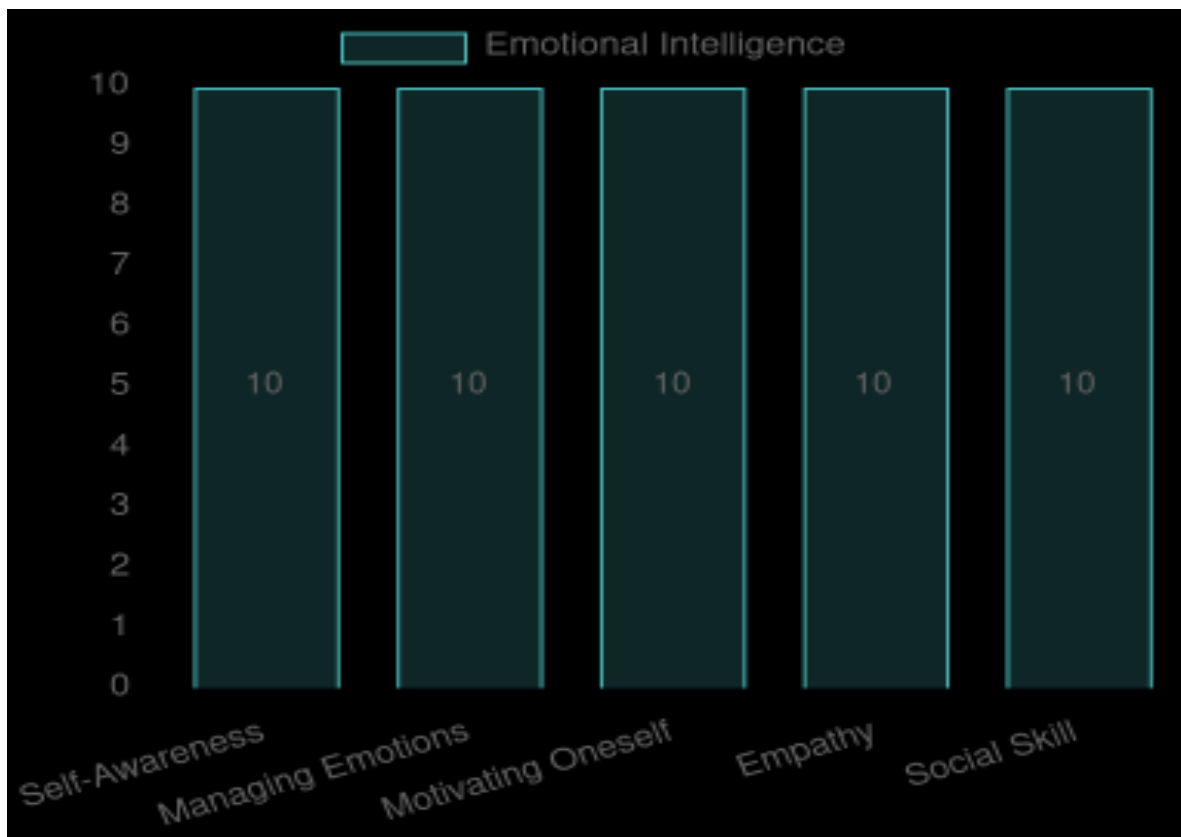 Emotional Intelligence
10
9
8
7
6
5
4
3
2
1
0
10 10 10 10 10
Self-Awareness
Managing Emotions
Motivating Oneself
Empathy
Social Skill